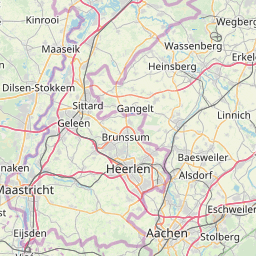 Kinrooi
Wegberg
Maaseik
Wassenberg
Heinsberg
Erkele
Dilsen-Stokkem
Sittard
Gangelt
Linnich
Geleen
Brunssum
Baesweiler
naken
Heerlen
Alsdorf
Maastricht
Eschweiler
Eijsden
Aachen
Stolberg